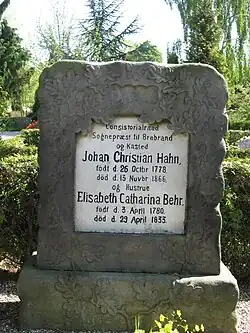 Consistorialraad
Sognepræst til Brabrand
og Kasted
Johan Christian Hahn,
født d. 26 Octbr 1778,
død d. 15 Novbr 1866,
og Hustrue
Elisabeth Catharina Behr.
født d. 3 April 1780.
død d. 29 April 1833.